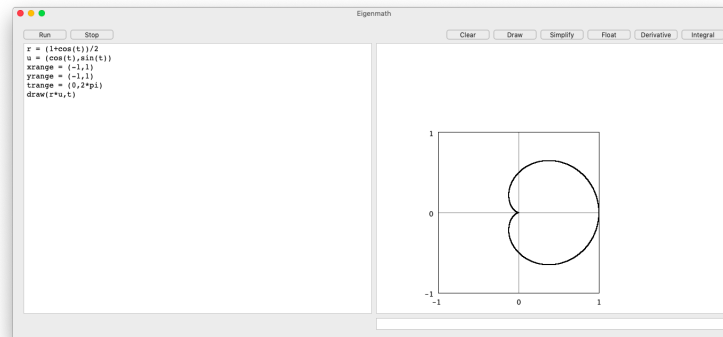 Eigenmath
Run Stop Clear Draw Simplify Float Derivative Integral
r = (1+cos(t))/2
u = (cos(t),sin(t))
xrange = (-1,1)
yrange = (-1,1)
trange = (0,2*pi)
draw(r*u,t)
1
0
-1
-1 0 1